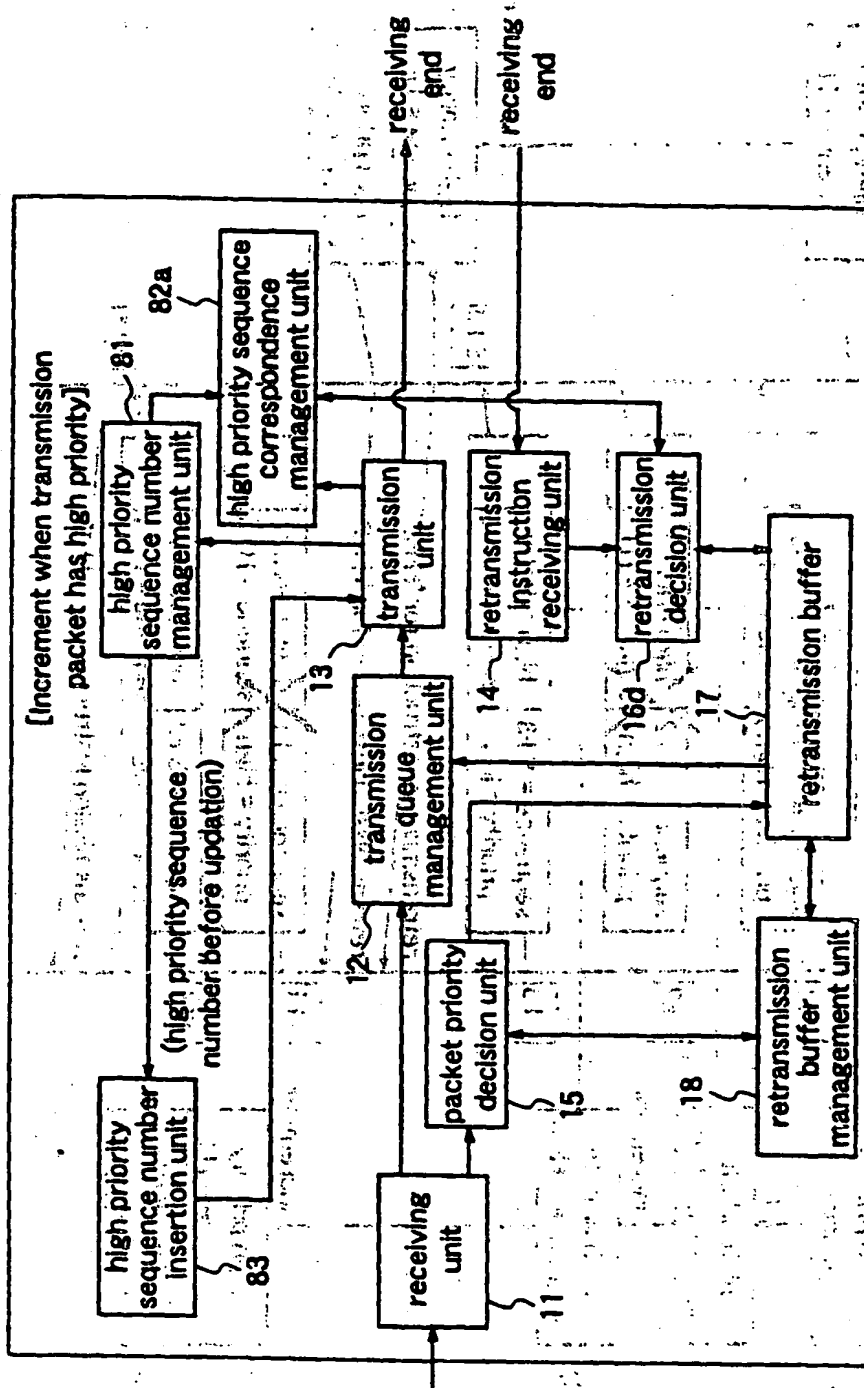 [Increment when transmission
packet has high priority]
high priority
sequence number
insertion unit
83
(high priority sequence
number before updation)
high priority
sequence number
management unit
81
high priority sequence
correspondence
management unit
82a
receiving
unit
11
transmission
queue
management unit
12
transmission
unit
13
receiving
end
packet priority
decision unit
15
retransmission
instruction
receiving unit
14
receiving
end
retransmission
decision unit
16d
retransmission
buffer
management unit
18
retransmission buffer
17